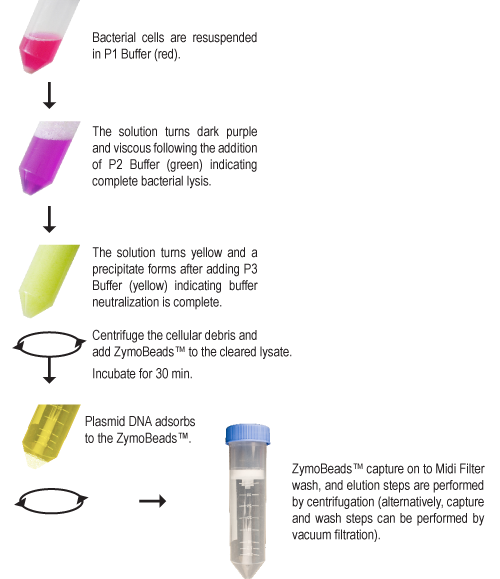 Bacterial cells are resuspended
in P1 Buffer (red).
The solution turns dark purple
and viscous following the addition
of P2 Buffer (green) indicating
complete bacterial lysis.
The solution turns yellow and a
precipitate forms after adding P3
Buffer (yellow) indicating buffer
neutralization is complete.
Centrifuge the cellular debris and
add ZymoBeads™ to the cleared lysate.
Incubate for 30 min.
Plasmid DNA adsorbs
to the ZymoBeads™.
ZymoBeads™ capture on to Midi Filter
wash, and elution steps are performed
by centrifugation (alternatively, capture
and wash steps can be performed by
vacuum filtration).